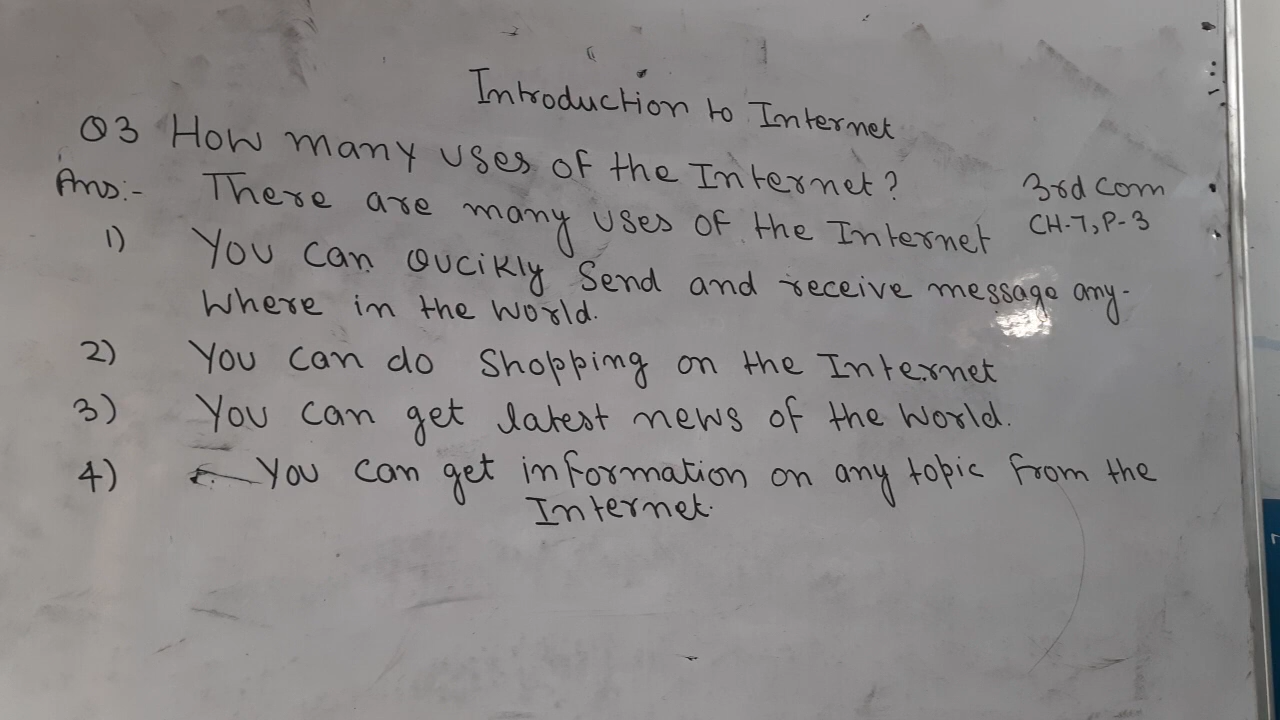 Introduction to Internet
Q3 How many uses of the Internet?
Ans:- There are many uses of the Internet
3rd com
CH-7, P-3
1) You can Qucikly Send and receive message any-
where in the world.
2) You can do Shopping on the Internet
3) You can get latest news of the world.
4) You can get information on any topic from the
Internet.